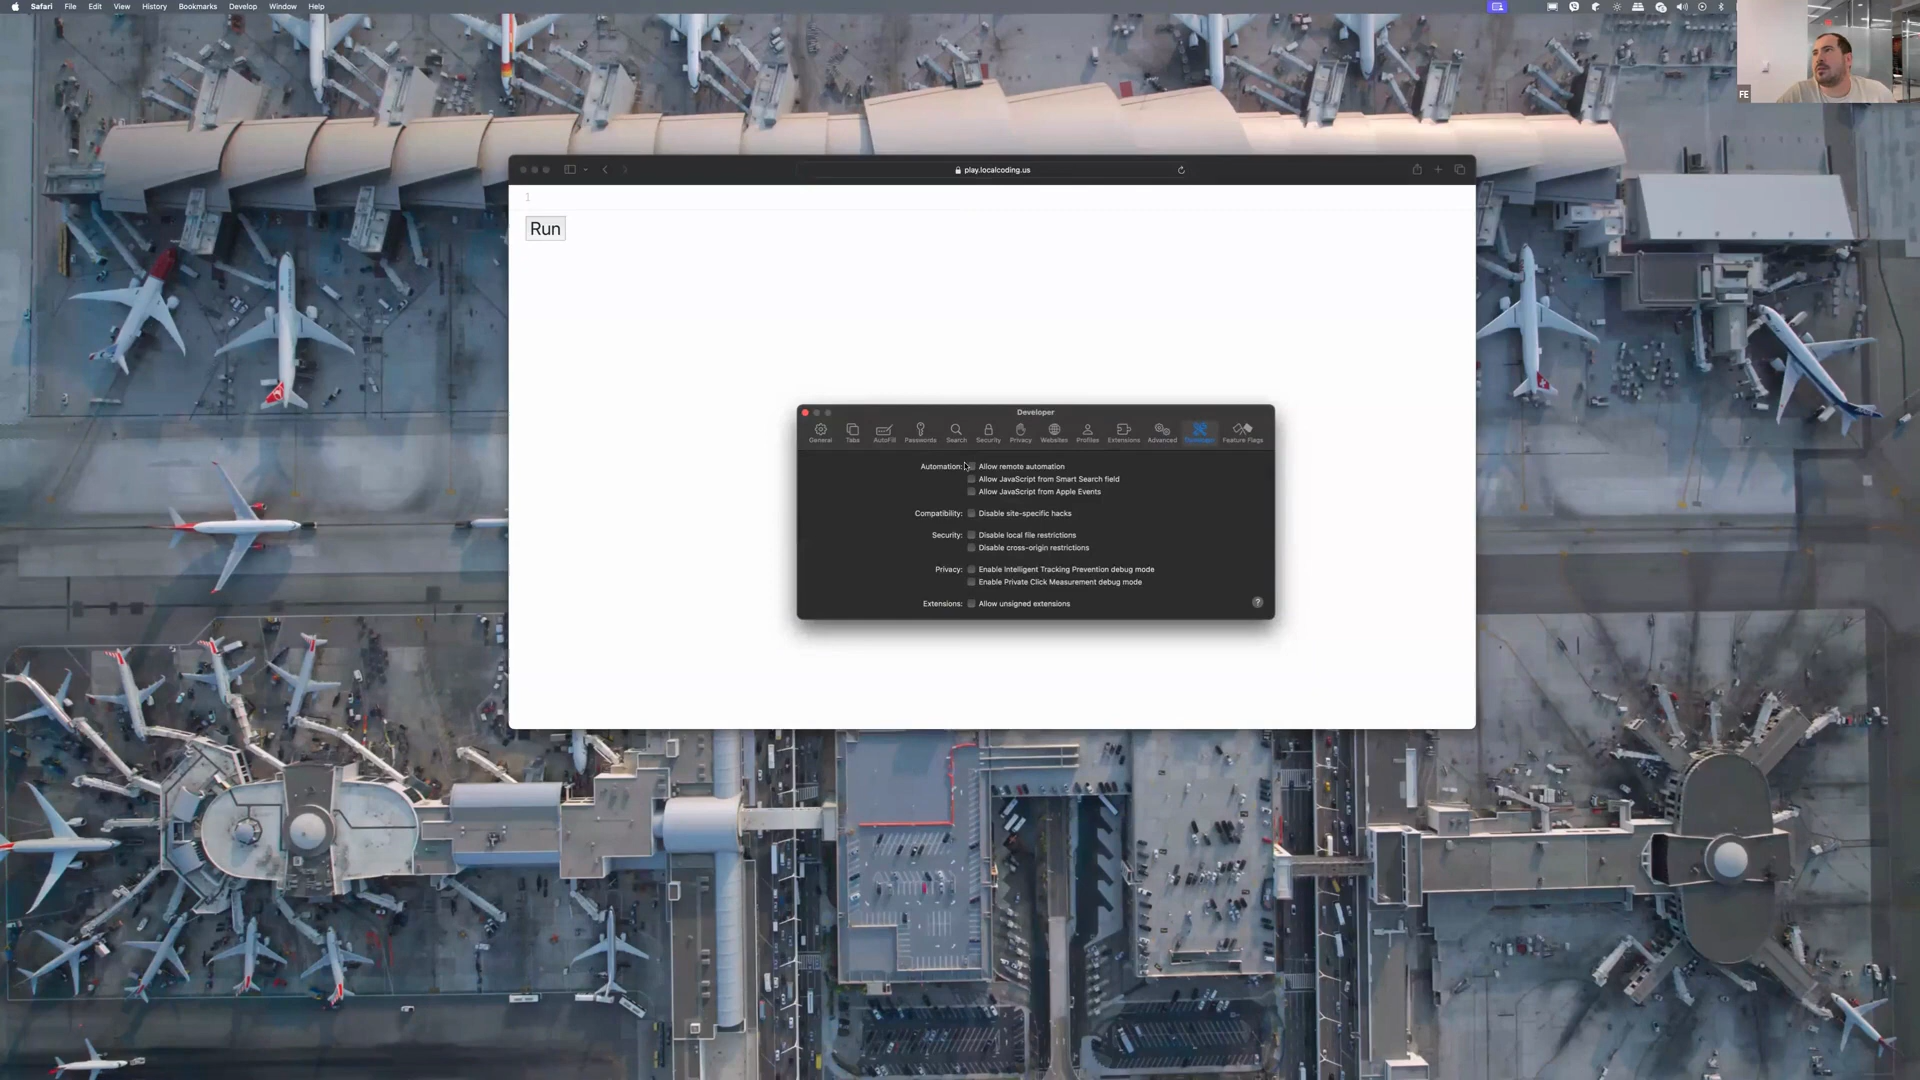 Safari File Edit View History Bookmarks Develop Window Help
FE
play.localcoding.us
1
Run
Developer
General Tabs AutoFill Passwords Search Security Privacy Websites Profiles Extensions Advanced Developer Feature Flags
Automation: Allow remote automation
Allow JavaScript from Smart Search field
Allow JavaScript from Apple Events
Compatibility: Disable site-specific hacks
Security: Disable local file restrictions
Disable cross-origin restrictions
Privacy: Enable Intelligent Tracking Prevention debug mode
Enable Private Click Measurement debug mode
Extensions: Allow unsigned extensions
?